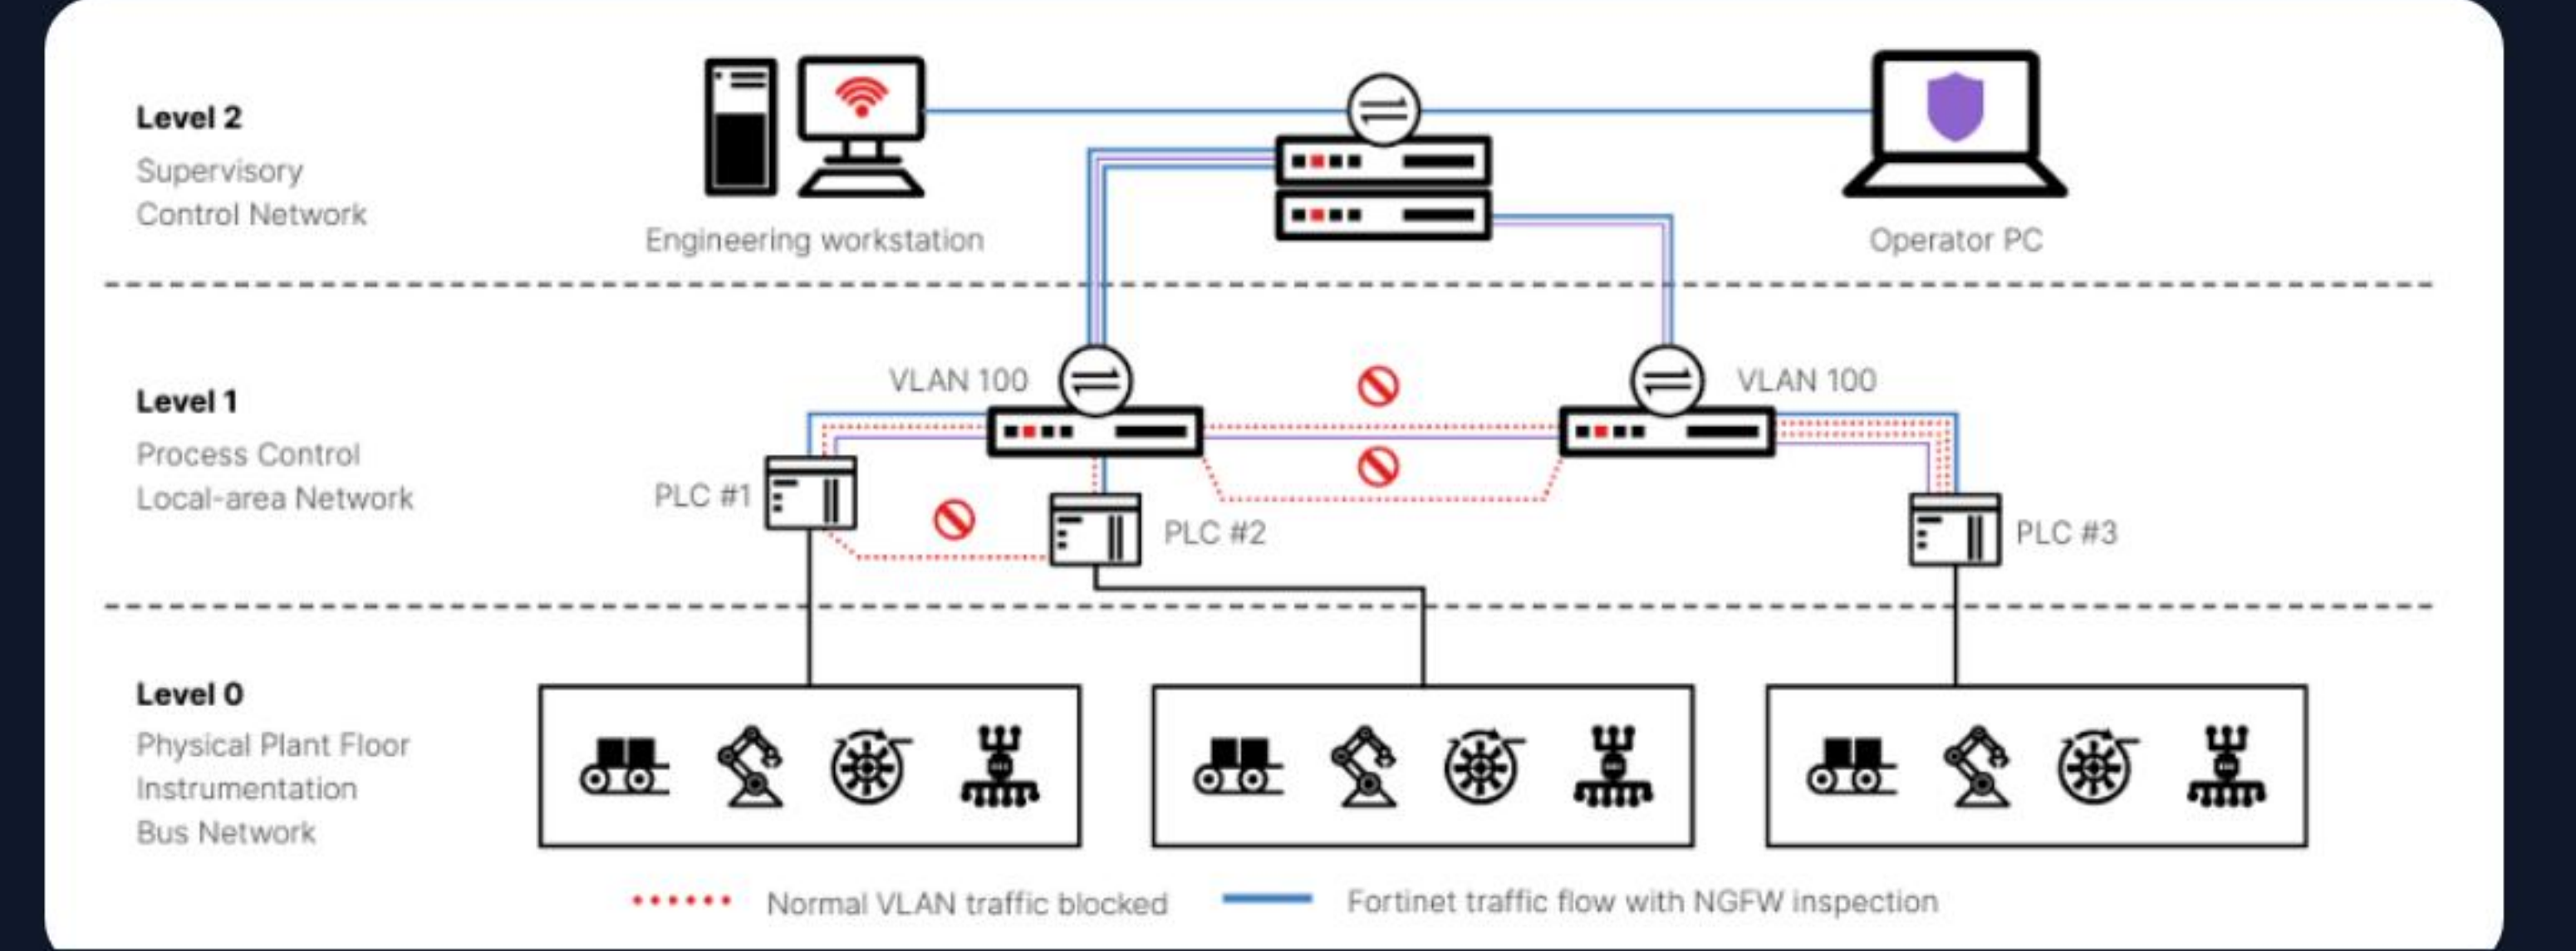 Level 2
Supervisory
Control Network
Engineering workstation
Operator PC
Level 1
Process Control
Local-area Network
VLAN 100
VLAN 100
PLC #1
PLC #2
PLC #3
Level 0
Physical Plant Floor
Instrumentation
Bus Network
Normal VLAN traffic blocked
Fortinet traffic flow with NGFW inspection